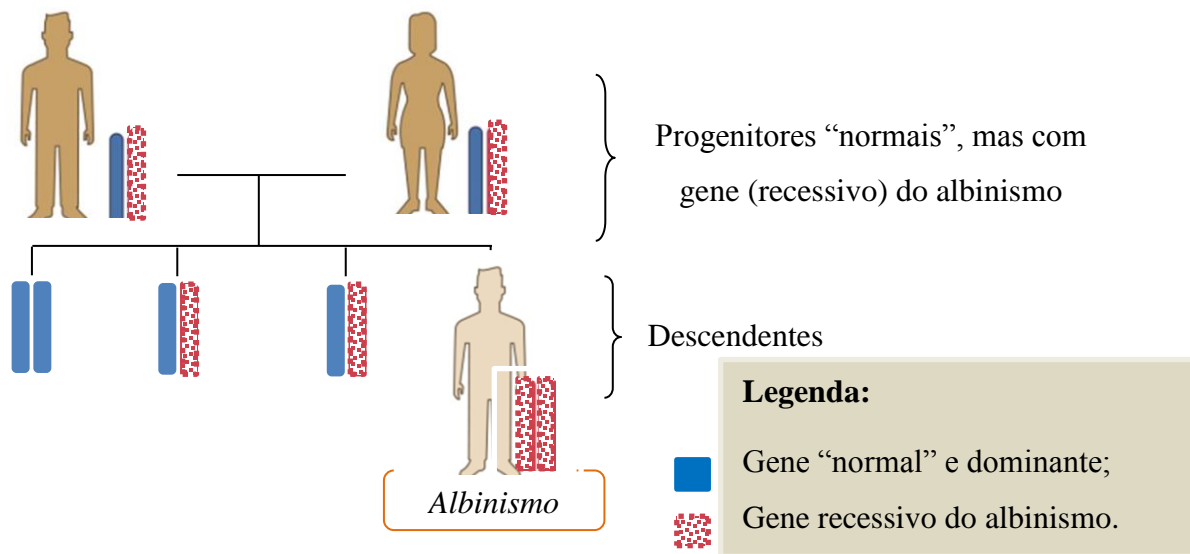 Progenitores “normais”, mas com
gene (recessivo) do albinismo
Descendentes
Albinismo
Legenda:
Gene “normal” e dominante;
Gene recessivo do albinismo.